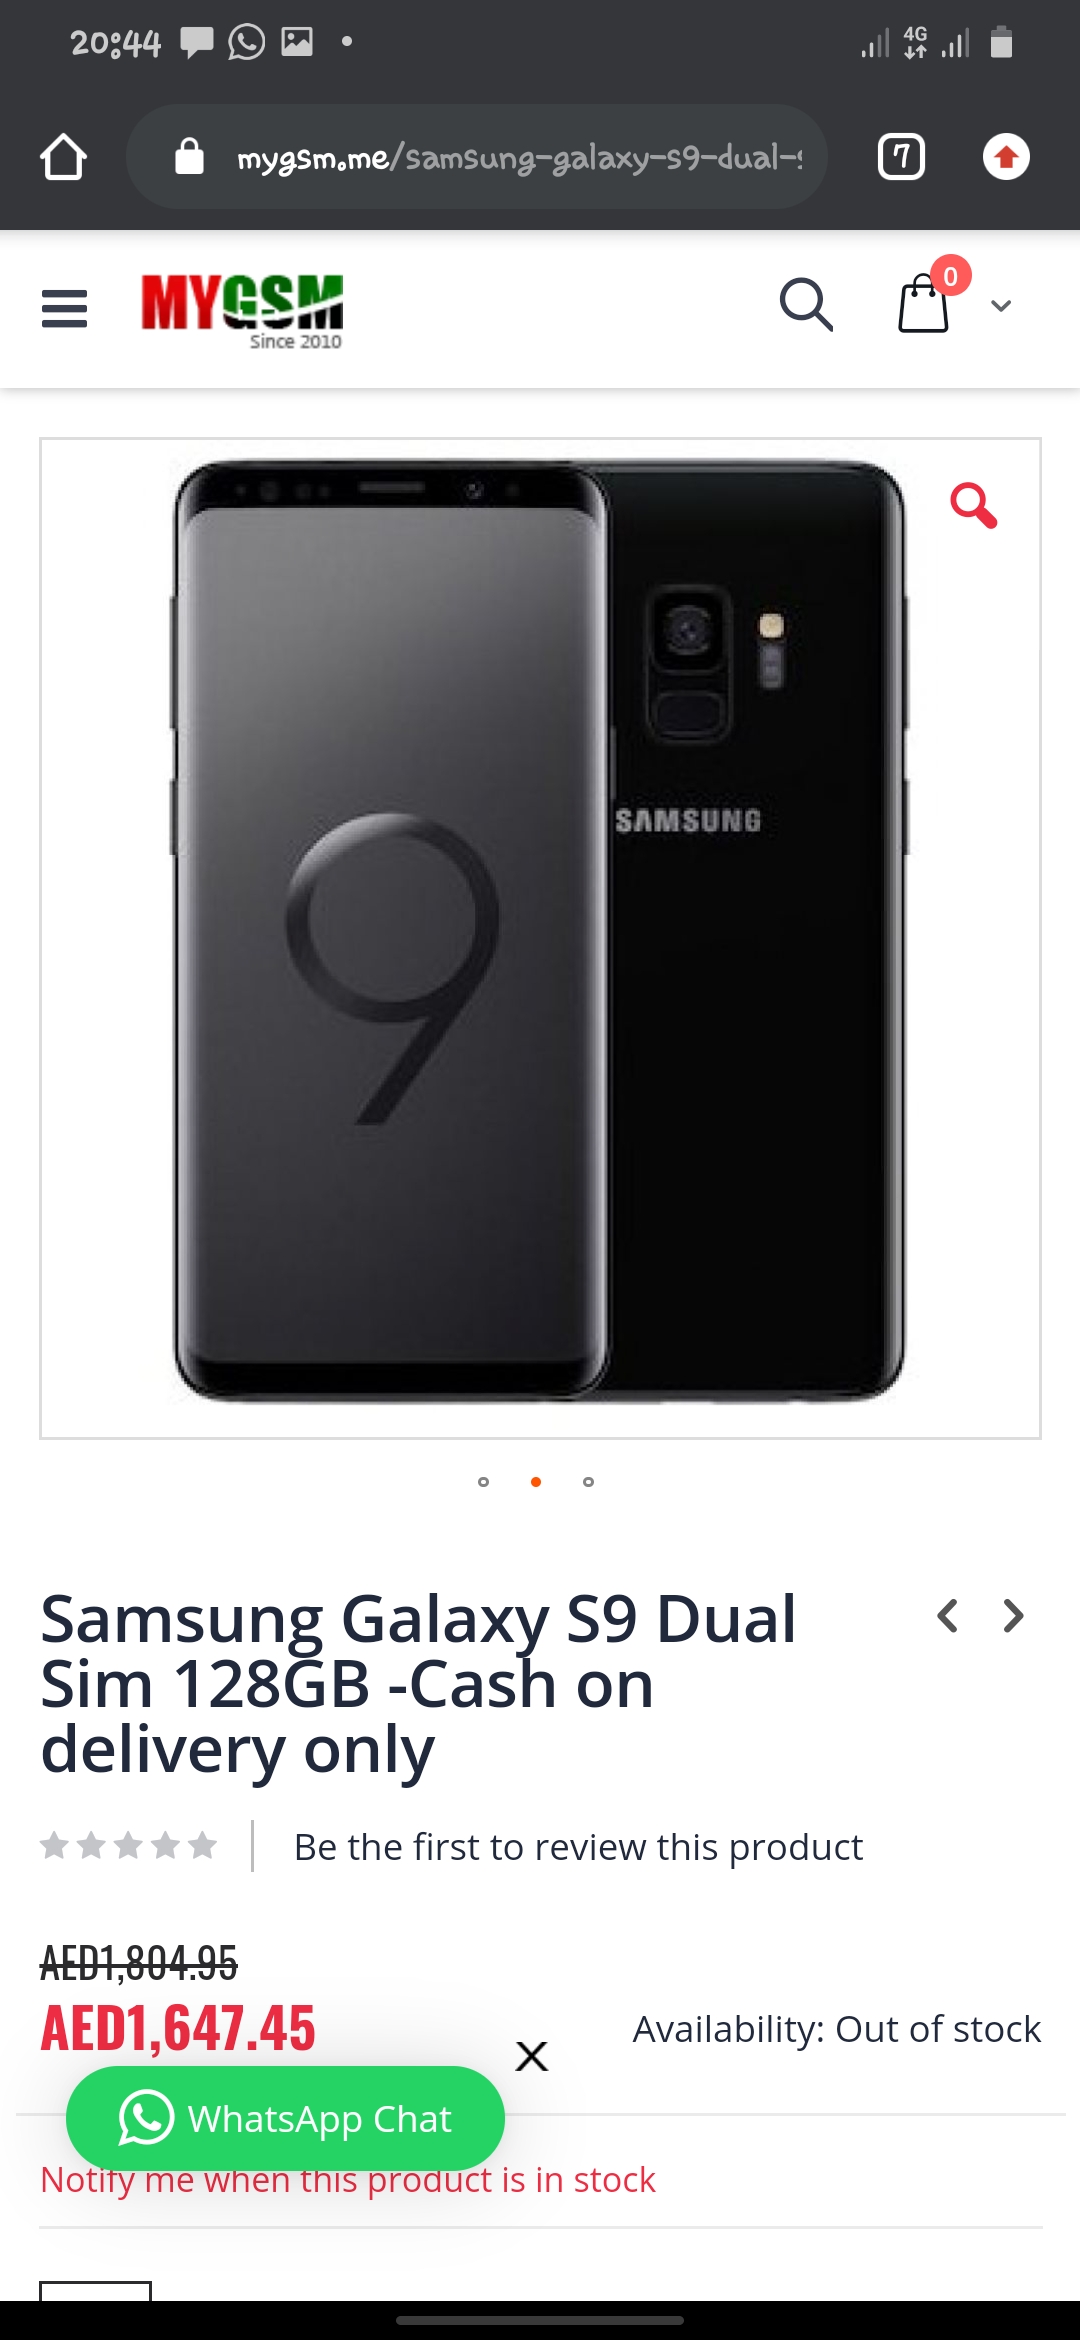 20:44
4G
mygsm.me/samsung-galaxy-s9-dual-s
7
MYGSM
Since 2010
0
9
SAMSUNG
Samsung Galaxy S9 Dual
Sim 128GB -Cash on
delivery only
Be the first to review this product
AED1,804.95
AED1,647.45
Availability: Out of stock
X
WhatsApp Chat
Notify me when this product is in stock